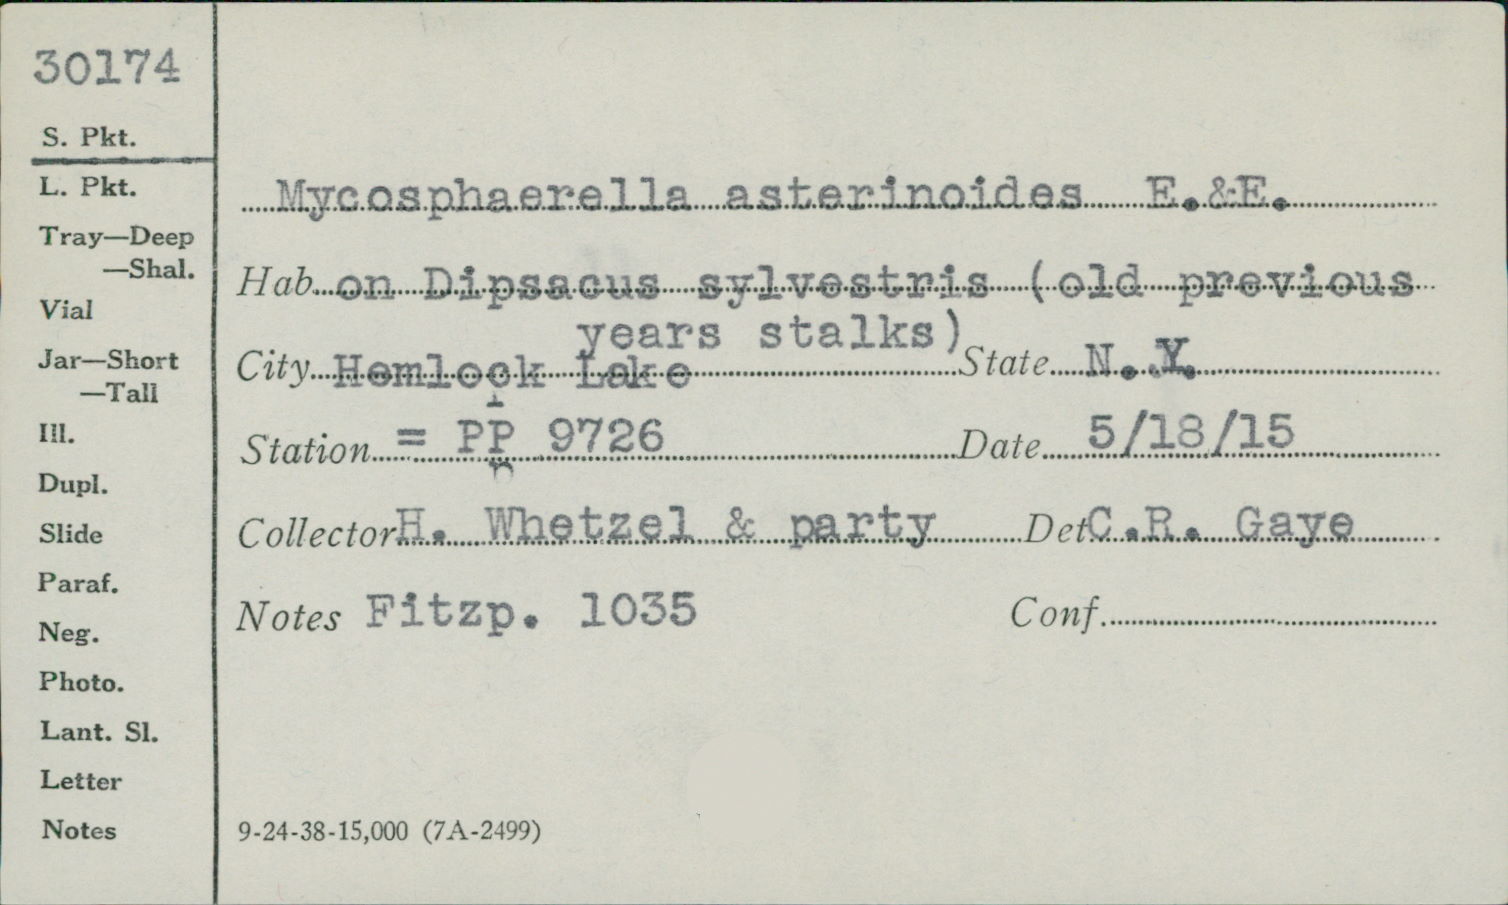 30174
S. Pkt.
L. Pkt.
Tray—Deep
—Shal.
Vial
Jar—Short
—Tall
Ill.
Dupl.
Slide
Paraf.
Neg.
Photo.
Lant. Sl.
Letter
Notes
Mycosphaerella asterinoides E.&E.
Hab. on Dipsacus sylvestris (old previous
years stalks)
City Hemlock Lake State N.Y.
Station = PP 9726 Date 5/18/15
Collector H. Whetzel & party Det C.R. Gaye
Notes Fitzp. 1035 Conf.
9-24-38-15,000 (7A-2499)